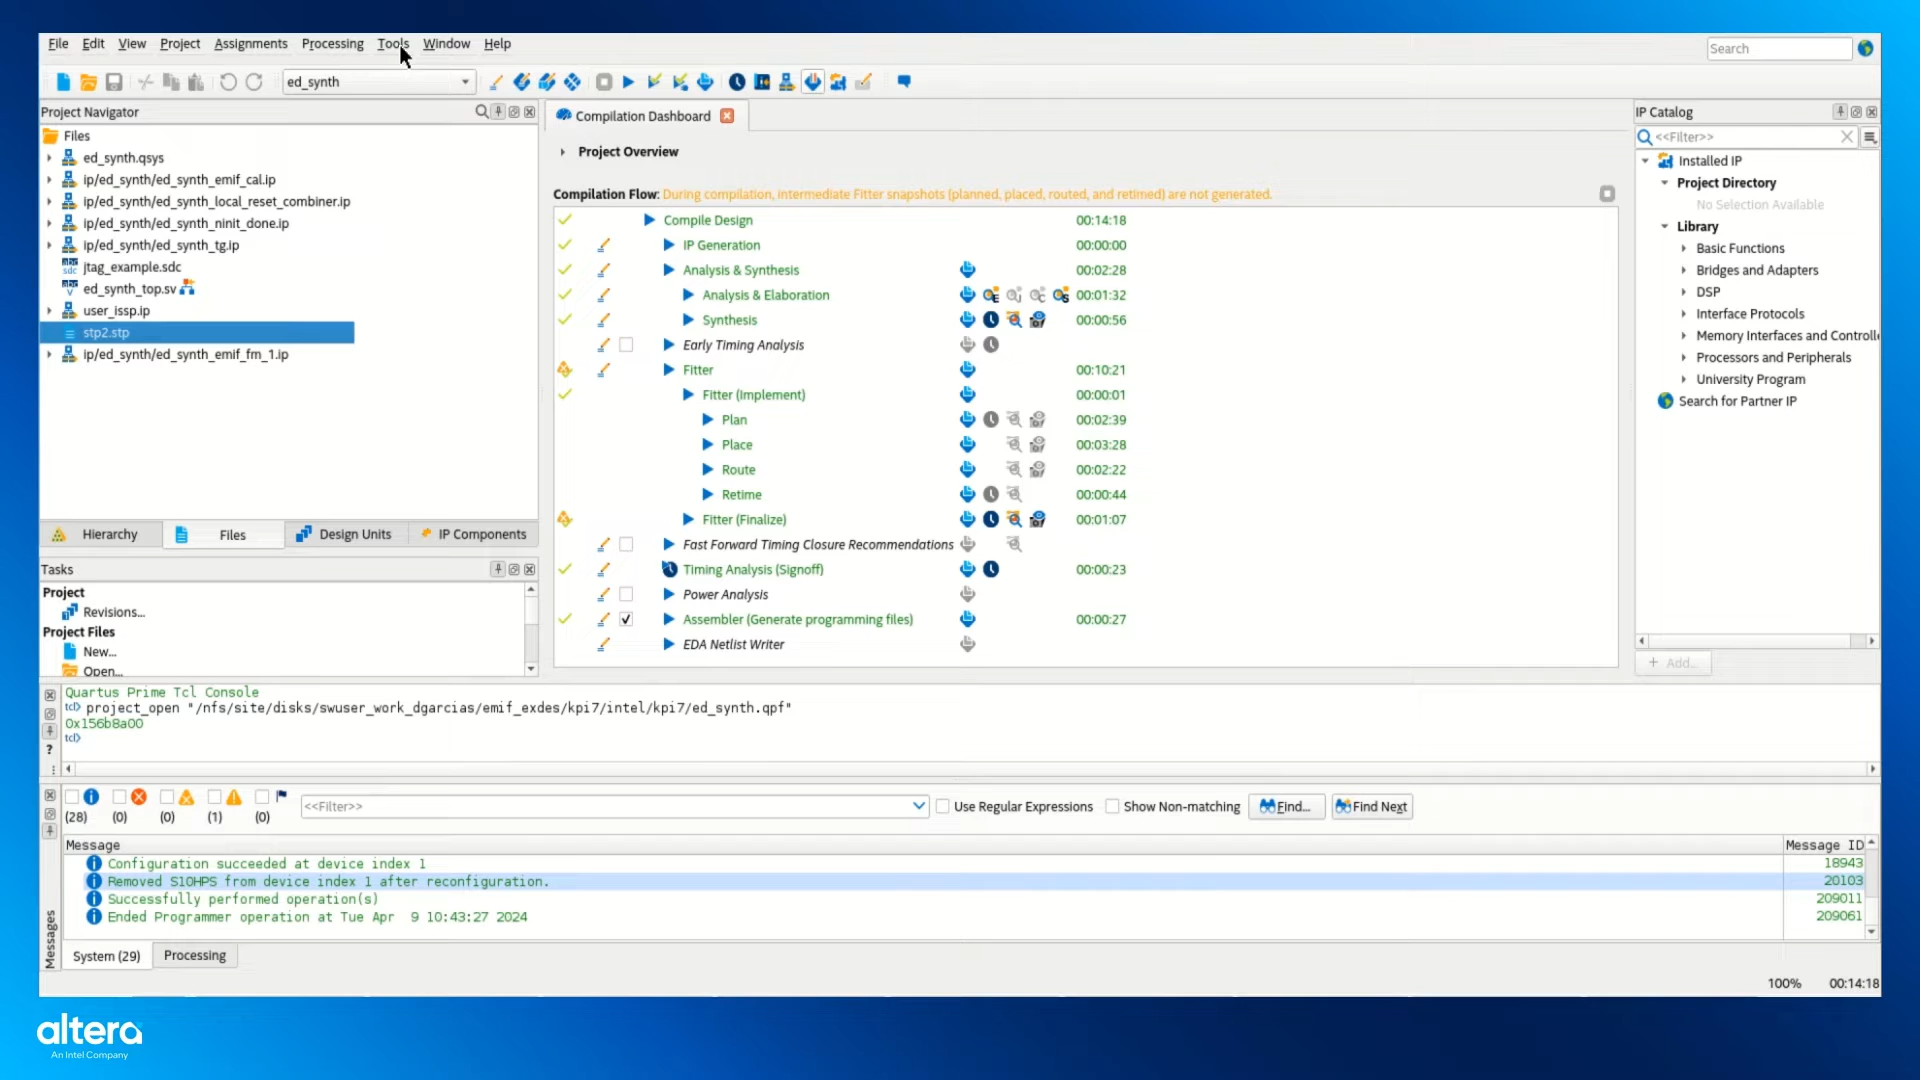 File Edit View Project Assignments Processing Tools Window Help
Search
ed_synth
Project Navigator
Files
ed_synth.qsys
ip/ed_synth/ed_synth_emif_cal.ip
ip/ed_synth/ed_synth_local_reset_combiner.ip
ip/ed_synth/ed_synth_ninit_done.ip
ip/ed_synth/ed_synth_tg.ip
jtag_example.sdc
ed_synth_top.sv
user_issp.ip
stp2.stp
ip/ed_synth/ed_synth_emif_fm_1.ip
Hierarchy Files Design Units IP Components
Tasks
Project
Revisions...
Project Files
New...
Open...
Compilation Dashboard
Project Overview
Compilation Flow: During compilation, intermediate Fitter snapshots (planned, placed, routed, and retimed) are not generated.
Compile Design 00:14:18
IP Generation 00:00:00
Analysis & Synthesis 00:02:28
Analysis & Elaboration 00:01:32
Synthesis 00:00:56
Early Timing Analysis
Fitter 00:10:21
Fitter (Implement) 00:00:01
Plan 00:02:39
Place 00:03:28
Route 00:02:22
Retime 00:00:44
Fitter (Finalize) 00:01:07
Fast Forward Timing Closure Recommendations
Timing Analysis (Signoff) 00:00:23
Power Analysis
Assembler (Generate programming files) 00:00:27
EDA Netlist Writer
IP Catalog
<<Filter>>
Installed IP
Project Directory
No Selection Available
Library
Basic Functions
Bridges and Adapters
DSP
Interface Protocols
Memory Interfaces and Controlle
Processors and Peripherals
University Program
Search for Partner IP
+ Add...
Quartus Prime Tcl Console
tcl> project_open "/nfs/site/disks/swuser_work_dgarcias/emif_exdes/kpi7/intel/kpi7/ed_synth.qpf"
0x156b8a00
tcl>
(28) (0) (0) (1) (0)
<<Filter>> Use Regular Expressions Show Non-matching Find... Find Next
Message Message ID
Configuration succeeded at device index 1 18943
Removed S10HPS from device index 1 after reconfiguration. 20103
Successfully performed operation(s) 209011
Ended Programmer operation at Tue Apr  9 10:43:27 2024 209061
Messages
System (29) Processing
100% 00:14:18
altera
An Intel Company